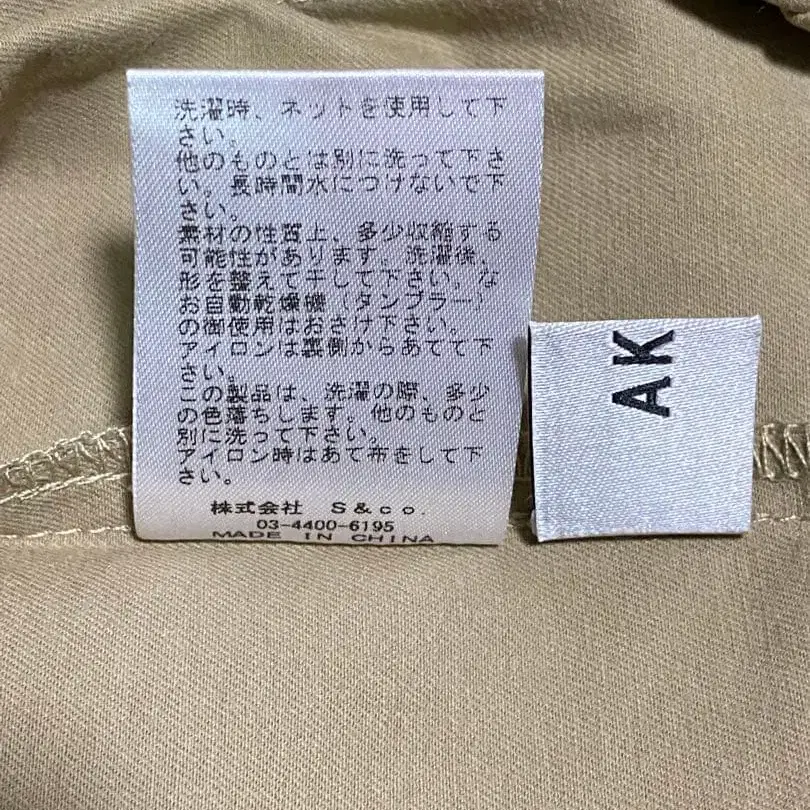 洗濯時、ネットを使用して下
さい。
他のものとは別に洗って下さ
い。長時間水につけないで下
さい。
素材の性質上、多少収縮する
可能性があります。洗濯後、
形を整えて干して下さい。な
お自動乾燥機（タンブラー）
の御使用はおさけ下さい。
アイロンは裏側からあてて下
さい。
この製品は、洗濯の際、多少
の色落ちします。他のものと
別に洗って下さい。
アイロン時はあて布をして下
さい。
株式会社 S&co.
03-4400-6195
MADE IN CHINA
AK